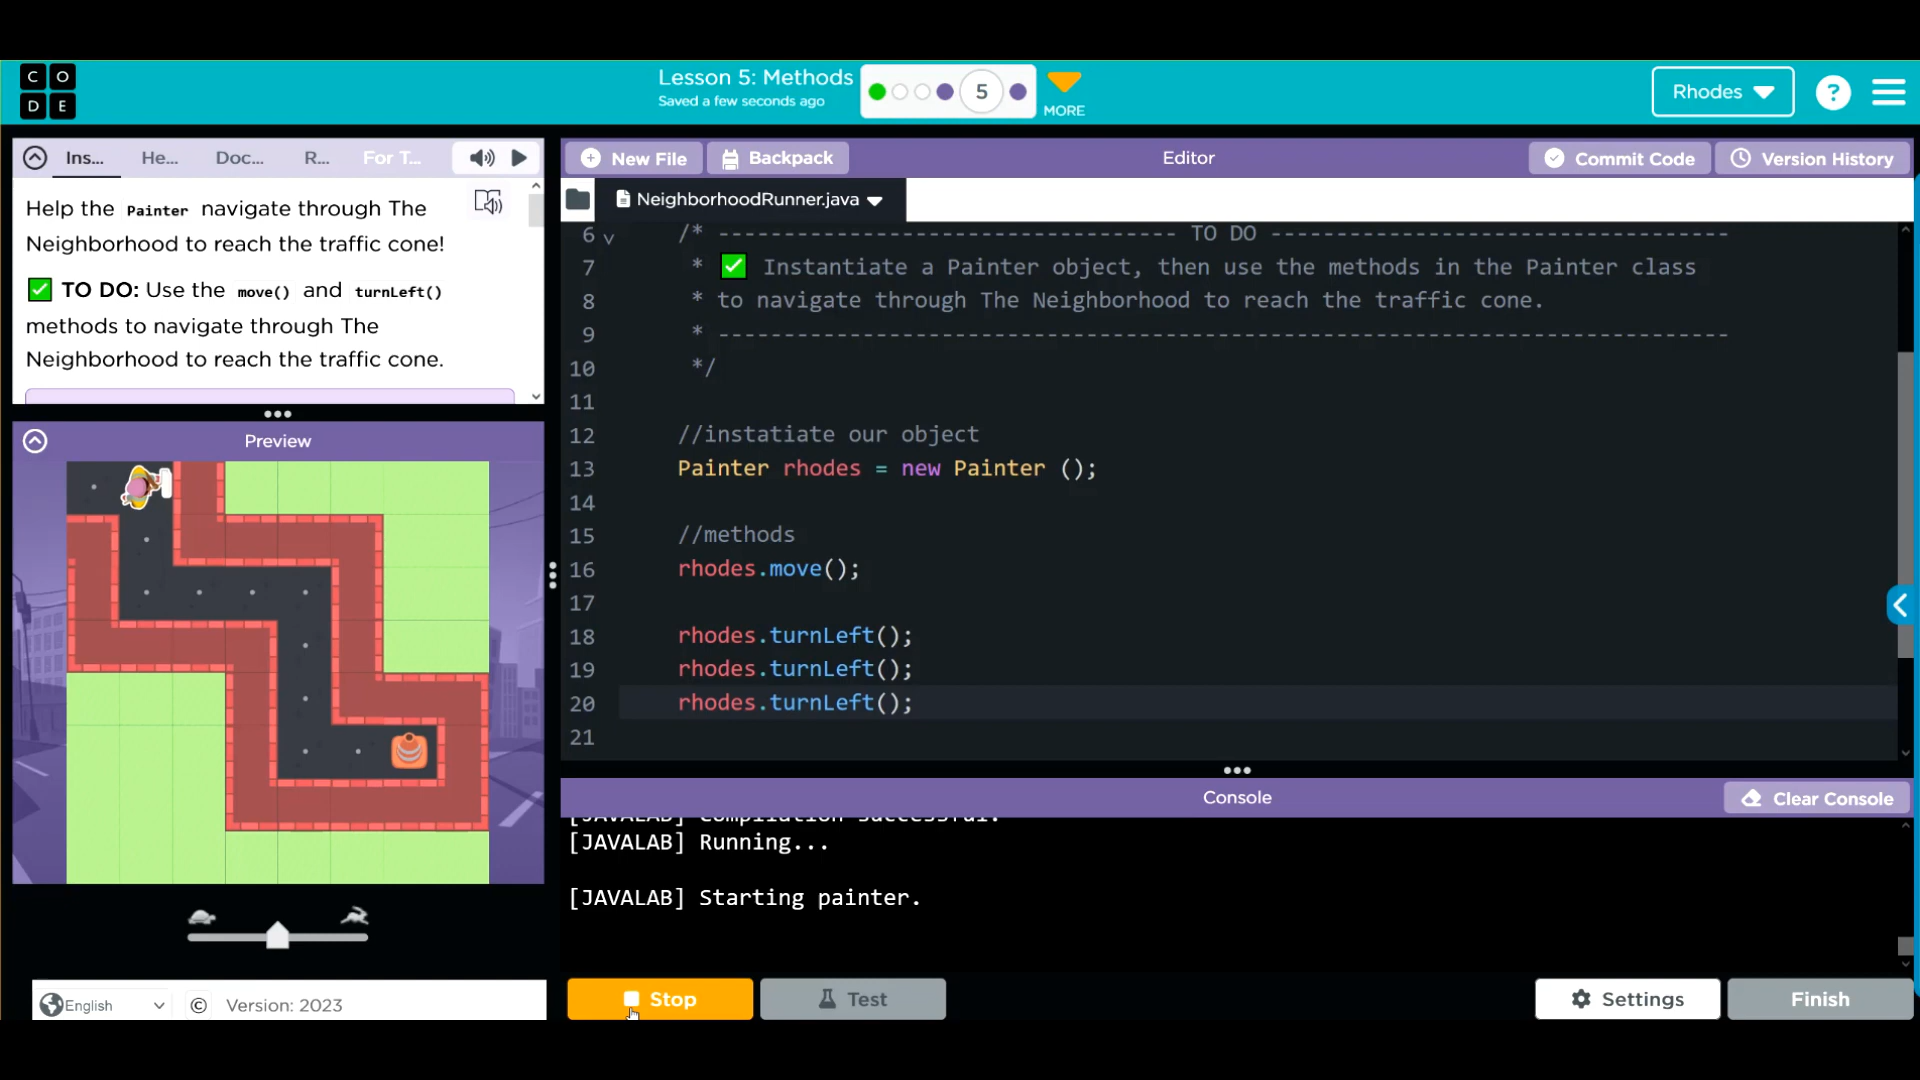 C O
D E
Lesson 5: Methods
Saved a few seconds ago
5
MORE
Rhodes
?
Ins...
He...
Doc...
R...
For T...
Help the Painter navigate through The
Neighborhood to reach the traffic cone!
TO DO: Use the move() and turnLeft()
methods to navigate through The
Neighborhood to reach the traffic cone.
Preview
English
©
Version: 2023
New File
Backpack
Editor
Commit Code
Version History
NeighborhoodRunner.java
6 /* ----------------------------------- TO DO -----------------------------------
7 * ✅ Instantiate a Painter object, then use the methods in the Painter class
8 * to navigate through The Neighborhood to reach the traffic cone.
9 * -----------------------------------------------------------------------------
10 */
11
12 //instatiate our object
13 Painter rhodes = new Painter ();
14
15 //methods
16 rhodes.move();
17
18 rhodes.turnLeft();
19 rhodes.turnLeft();
20 rhodes.turnLeft();
21
Console
Clear Console
[JAVALAB] Compilation successful.
[JAVALAB] Running...
[JAVALAB] Starting painter.
Stop
Test
Settings
Finish